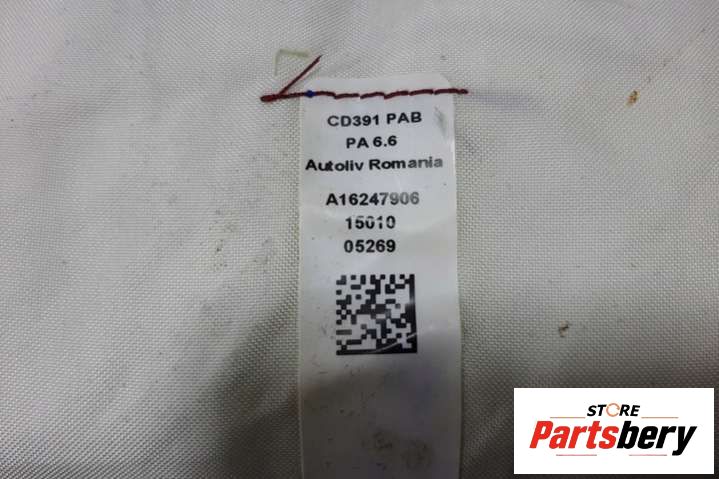 CD391 PAB
PA 6.6
Autoliv Romania
A16247906
15010
05269
STORE
Partsbery